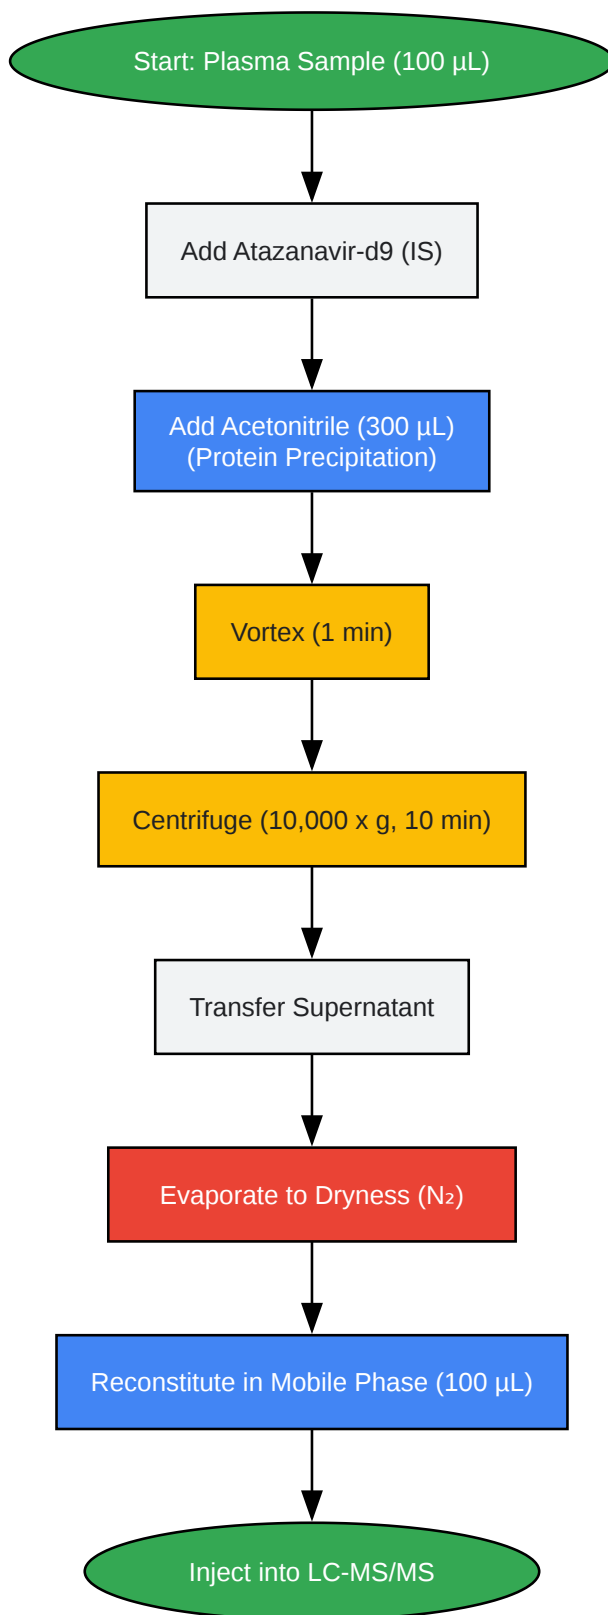 Start: Plasma Sample (100 µL)
Add Atazanavir-d9 (IS)
Add Acetonitrile (300 µL)
(Protein Precipitation)
Vortex (1 min)
Centrifuge (10,000 x g, 10 min)
Transfer Supernatant
Evaporate to Dryness (N₂)
Reconstitute in Mobile Phase (100 µL)
Inject into LC-MS/MS